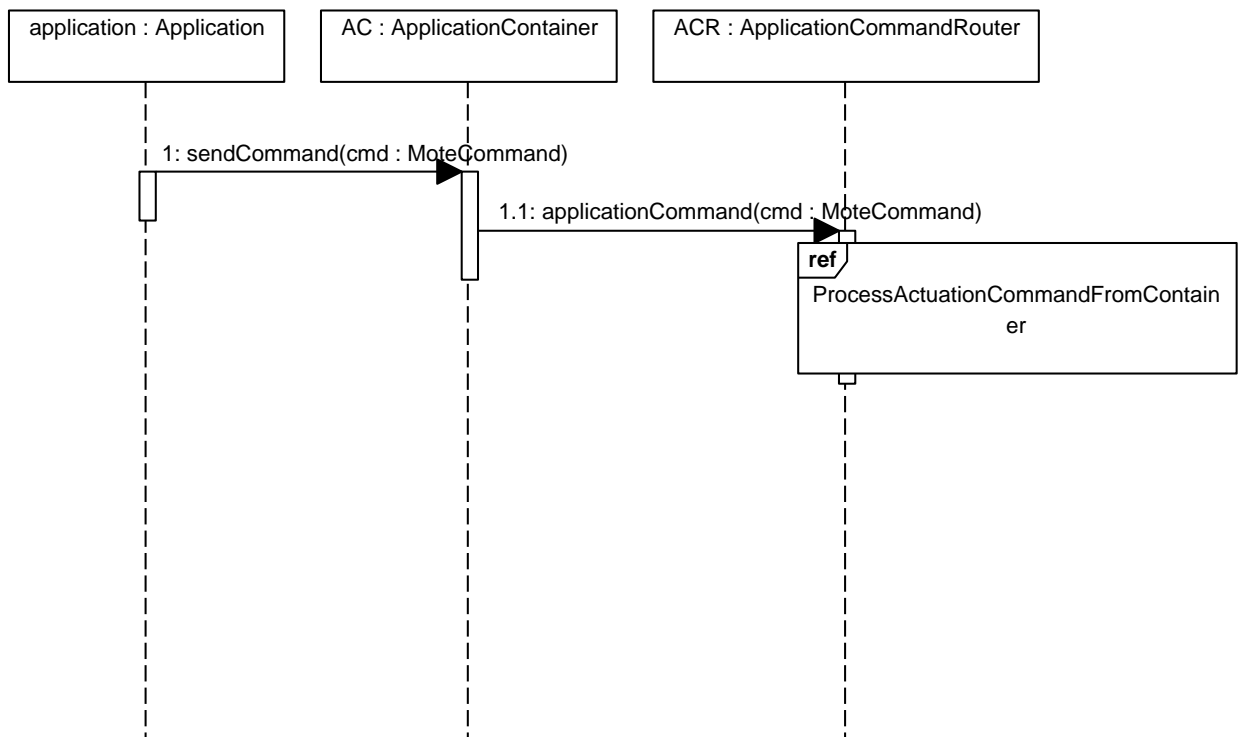 application : Application
AC : ApplicationContainer
ACR : ApplicationCommandRouter
1: sendCommand(cmd : MoteCommand)
1.1: applicationCommand(cmd : MoteCommand)
ref
ProcessActuationCommandFromContain
er